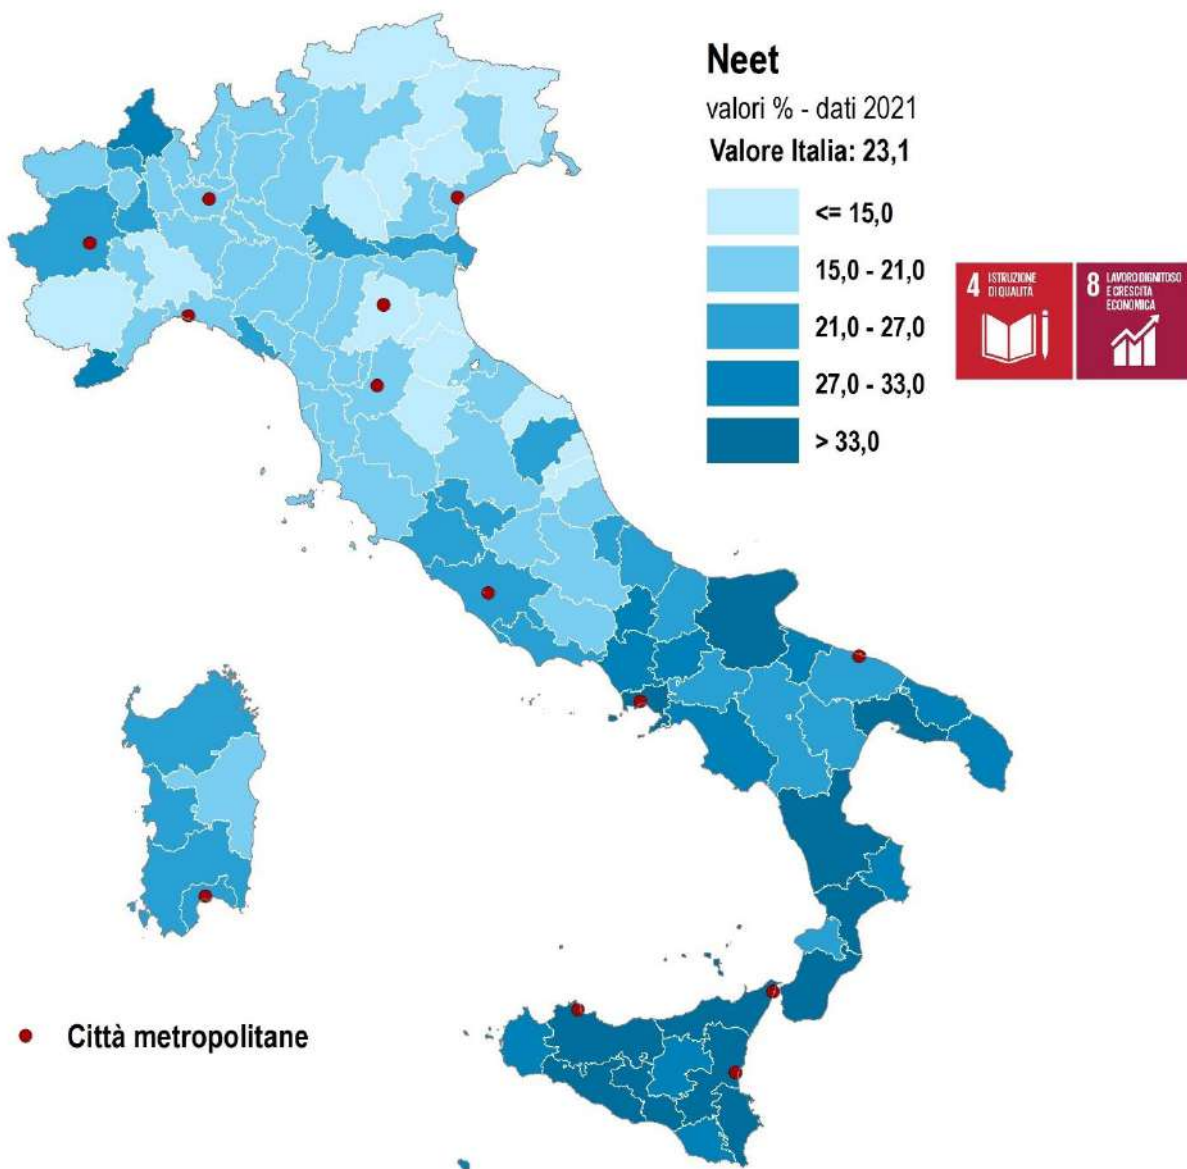 Neet
valori % - dati 2021
Valore Italia: 23,1
<= 15,0
15,0 - 21,0
21,0 - 27,0
27,0 - 33,0
> 33,0
4 ISTRUZIONE
DI QUALITÀ
8 LAVORO DIGNITOSO
E CRESCITA
ECONOMICA
Città metropolitane